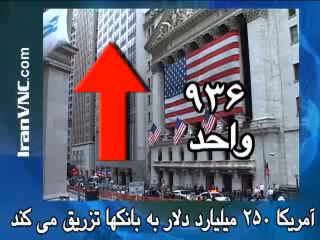 IranVNC.com
۹۳۶
واحد
آمریکا ۲۵۰ میلیارد دلار به بانکها تزریق می کند